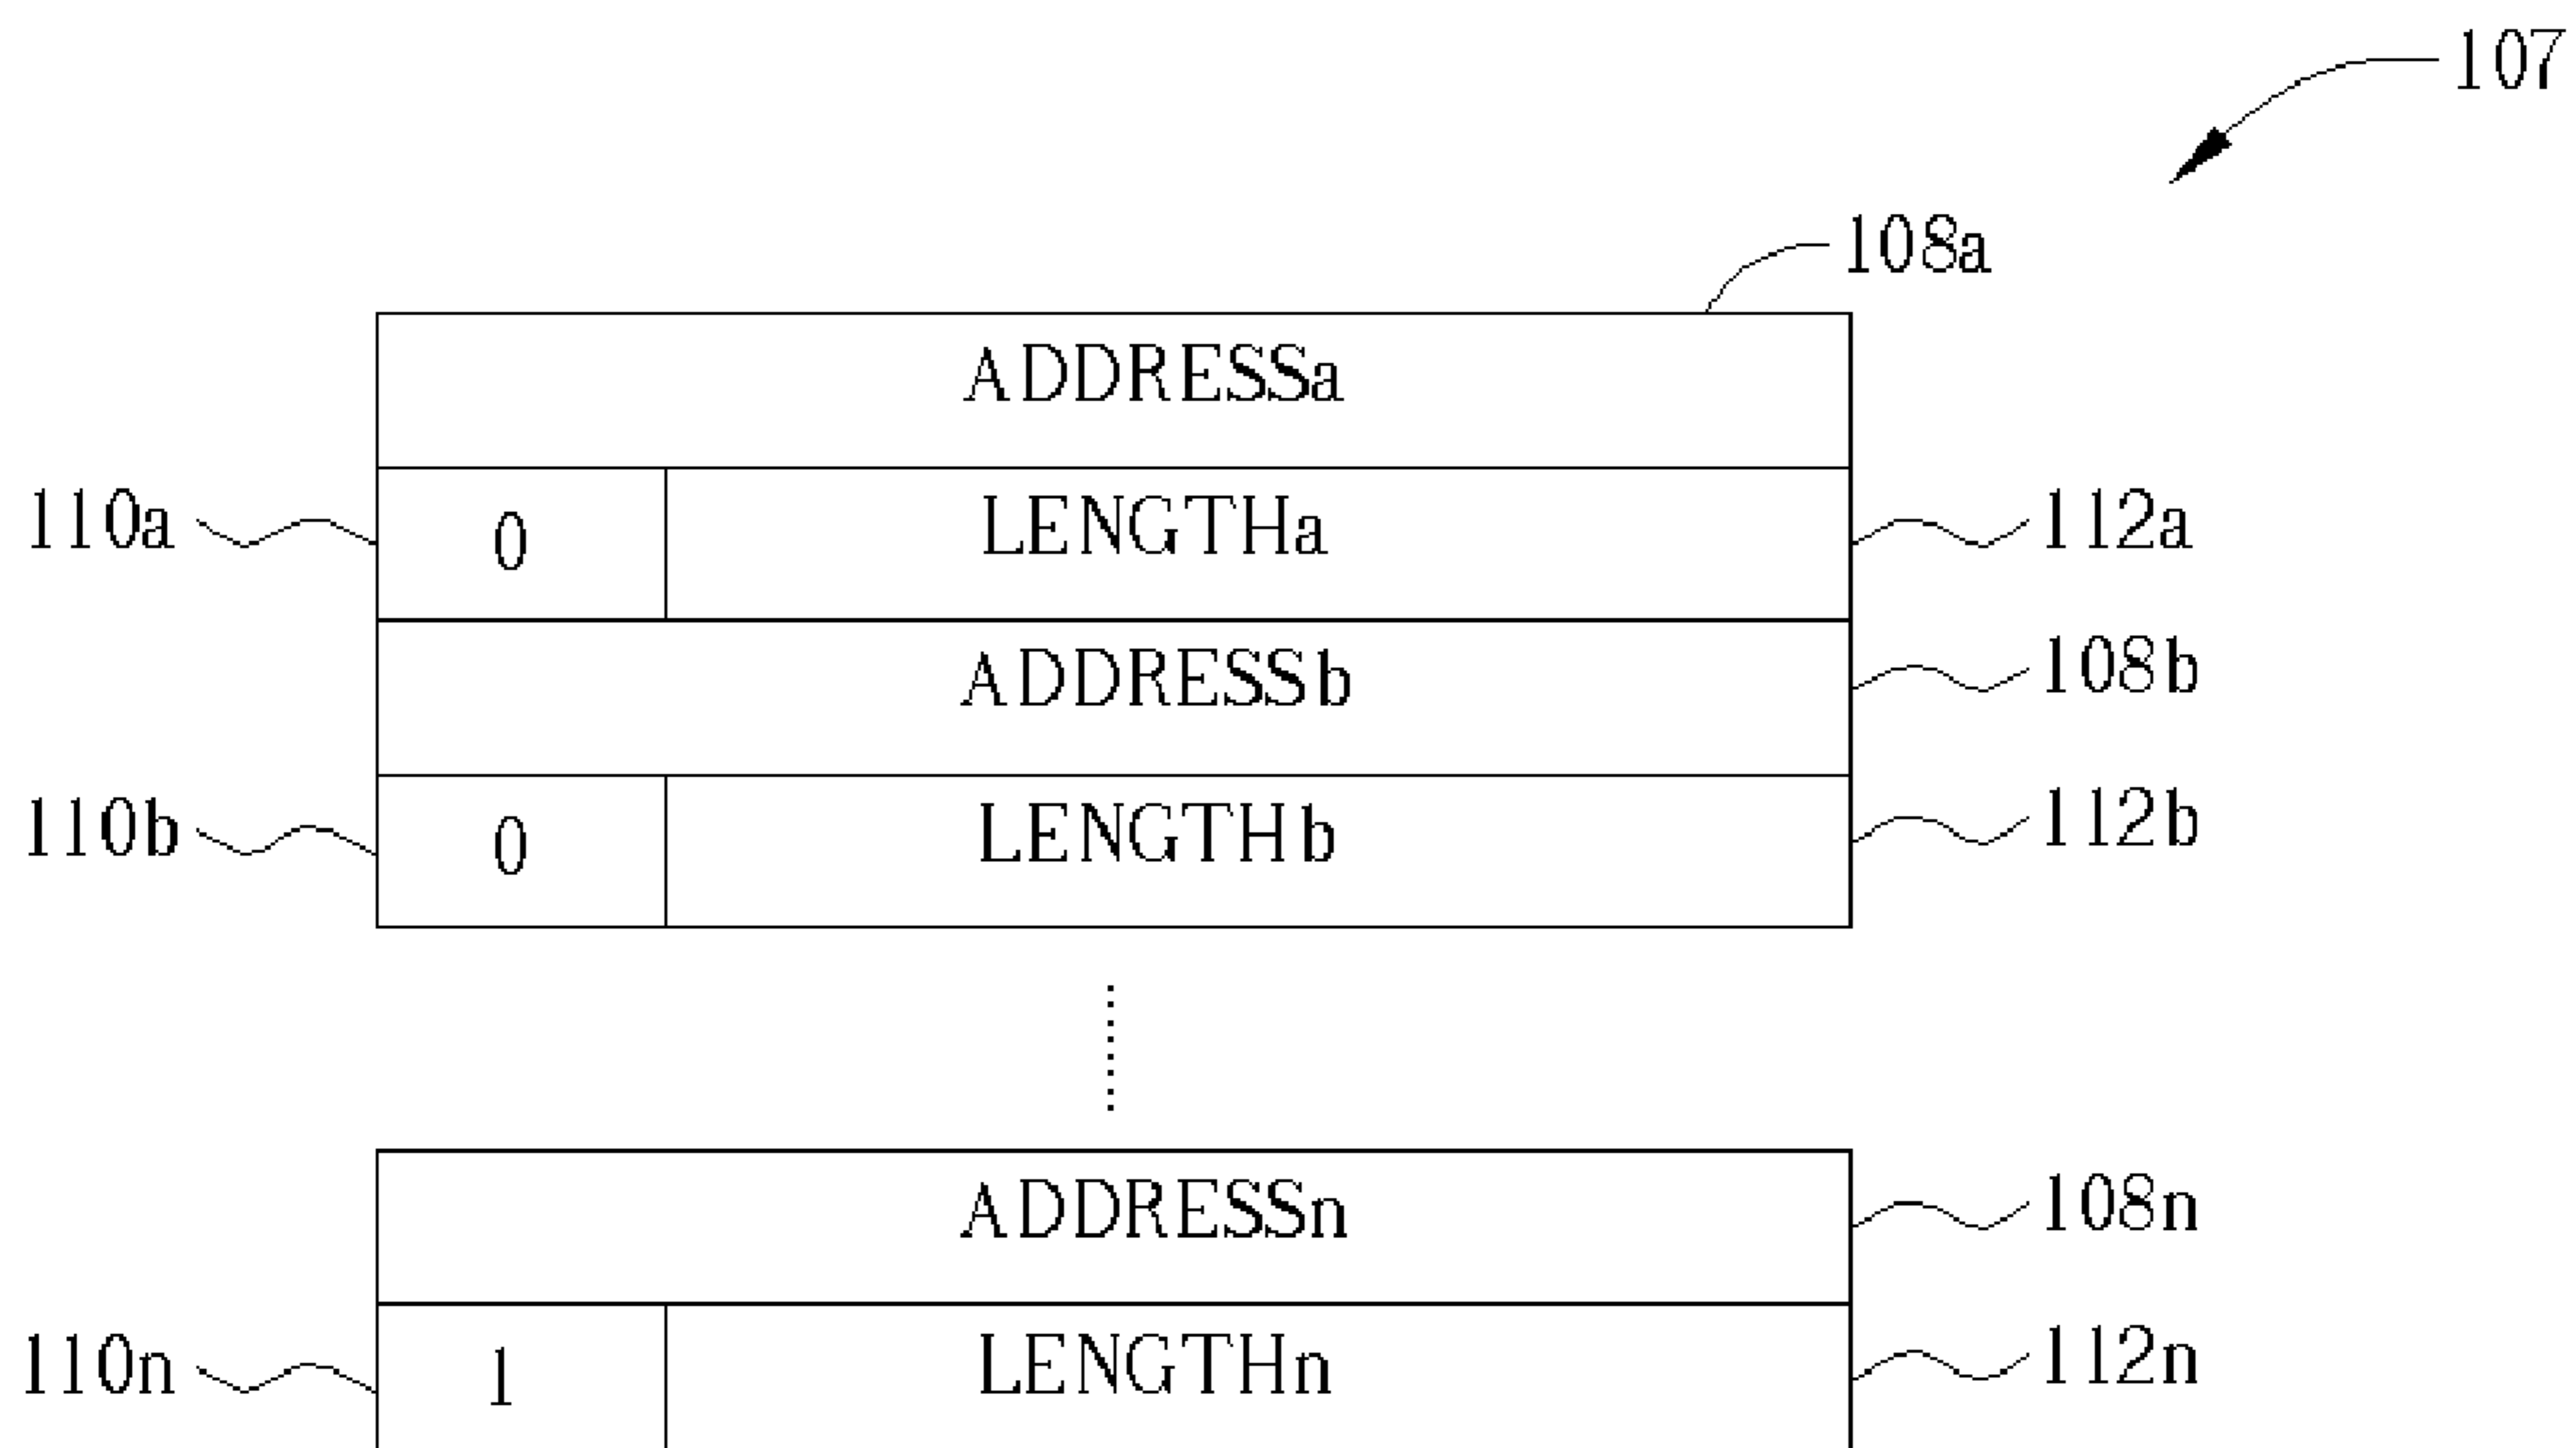 107
108a
ADDRESSa
110a 0 LENGTHa 112a
ADDRESSb 108b
110b 0 LENGTHb 112b
ADDRESSn 108n
110n 1 LENGTHn 112n